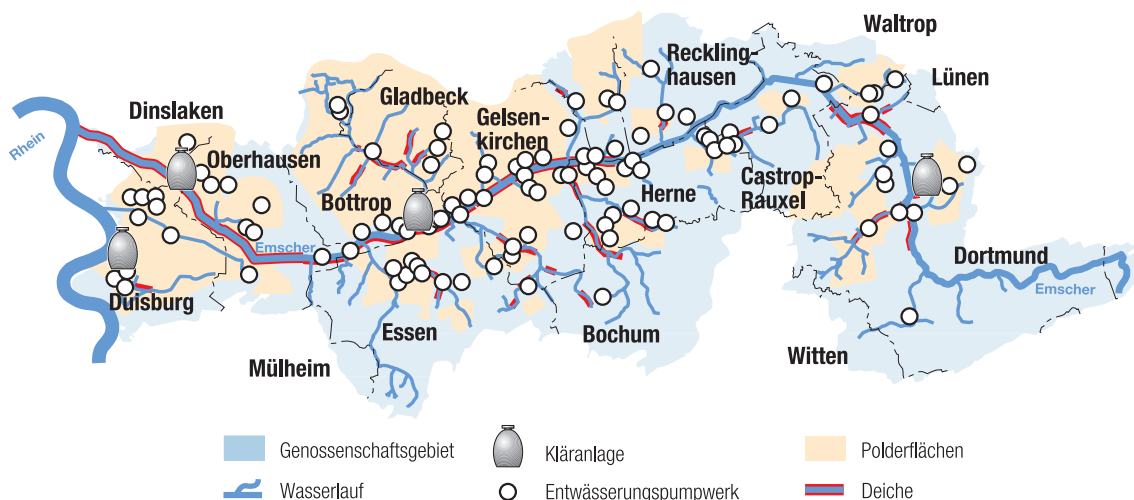 Waltrop
Reckling-
hausen
Lünen
Dinslaken
Gladbeck
Gelsen-
kirchen
Rhein
Oberhausen
Bottrop
Herne
Castrop-
Rauxel
Emscher
Dortmund
Emscher
Duisburg
Essen
Bochum
Witten
Mülheim
Genossenschaftsgebiet
Kläranlage
Polderflächen
Wasserlauf
Entwässerungspumpwerk
Deiche